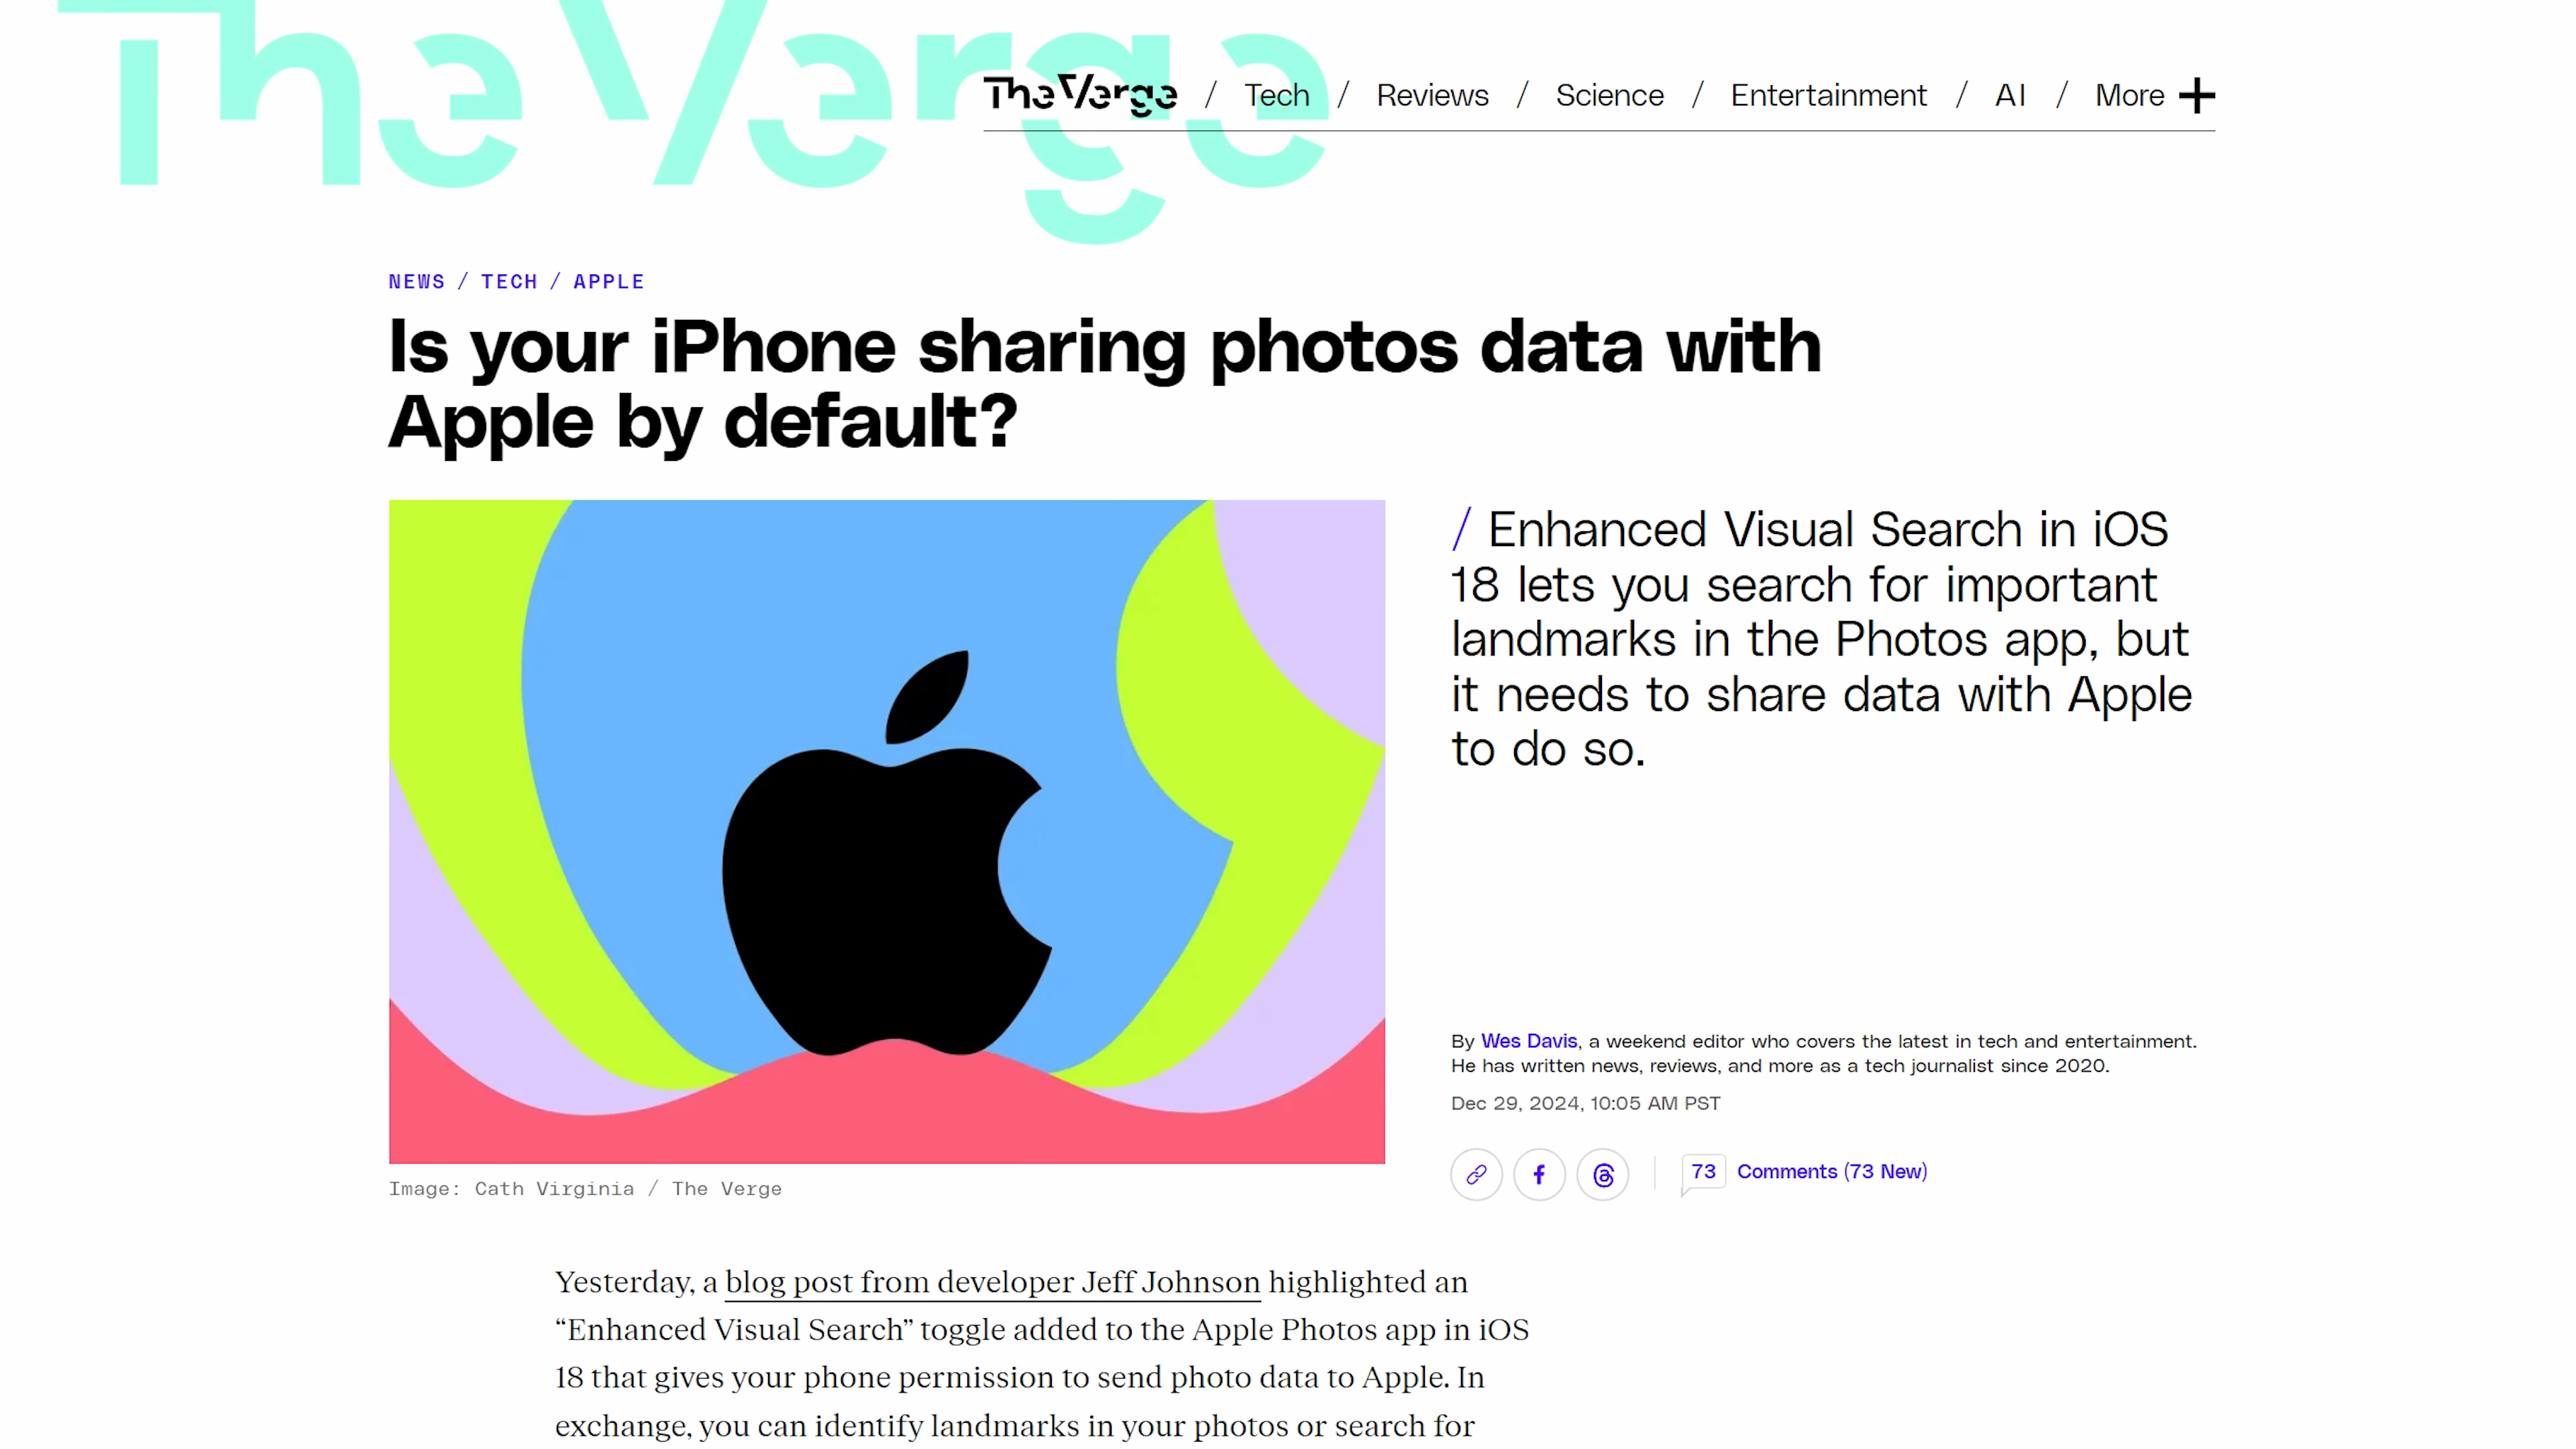 The Verge
The Verge / Tech / Reviews / Science / Entertainment / AI / More +
NEWS / TECH / APPLE
Is your iPhone sharing photos data with
Apple by default?
/ Enhanced Visual Search in iOS
18 lets you search for important
landmarks in the Photos app, but
it needs to share data with Apple
to do so.
By Wes Davis, a weekend editor who covers the latest in tech and entertainment.
He has written news, reviews, and more as a tech journalist since 2020.
Dec 29, 2024, 10:05 AM PST
73 Comments (73 New)
Image: Cath Virginia / The Verge
Yesterday, a blog post from developer Jeff Johnson highlighted an
“Enhanced Visual Search” toggle added to the Apple Photos app in iOS
18 that gives your phone permission to send photo data to Apple. In
exchange, you can identify landmarks in your photos or search for